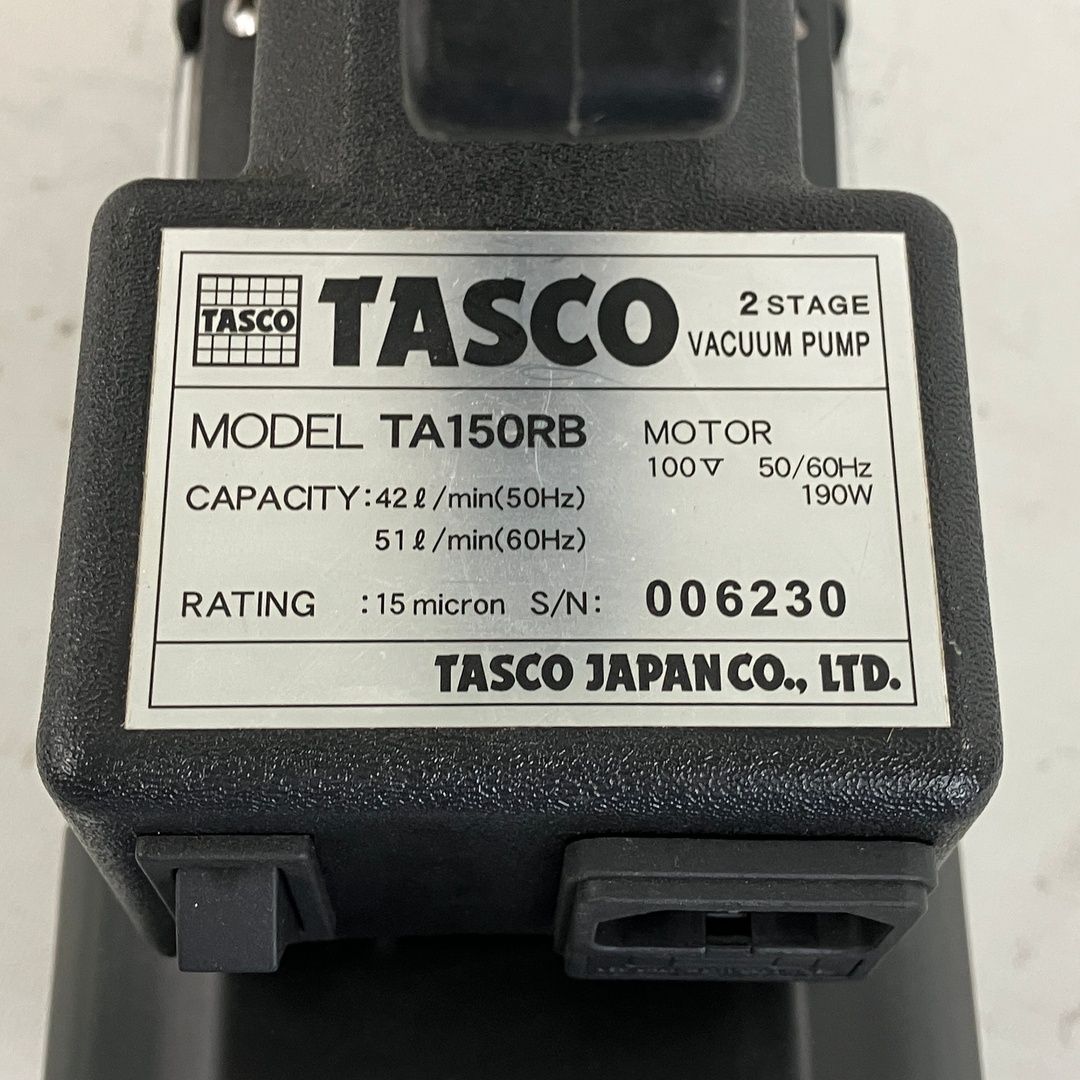 TASCO
TASCO
2 STAGE
VACUUM PUMP
MODEL TA150RB
MOTOR
100V 50/60Hz
190W
CAPACITY:42ℓ/min(50Hz)
51ℓ/min(60Hz)
RATING :15 micron S/N: 006230
TASCO JAPAN CO., LTD.